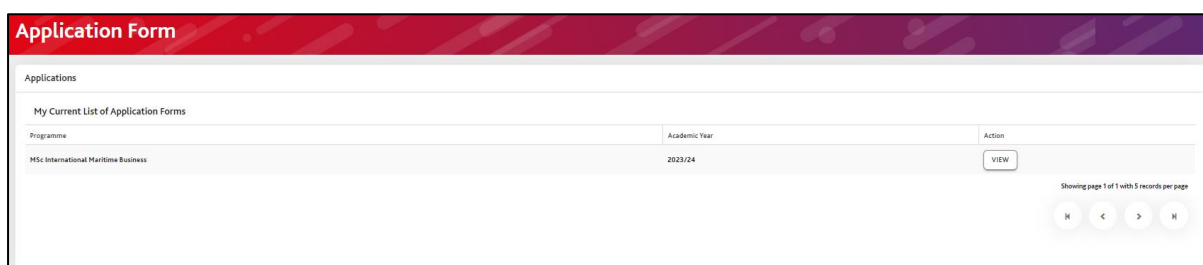 Application Form
Applications
My Current List of Application Forms
Programme Academic Year Action
MSc International Maritime Business 2023/24 VIEW
Showing page 1 of 1 with 5 records per page